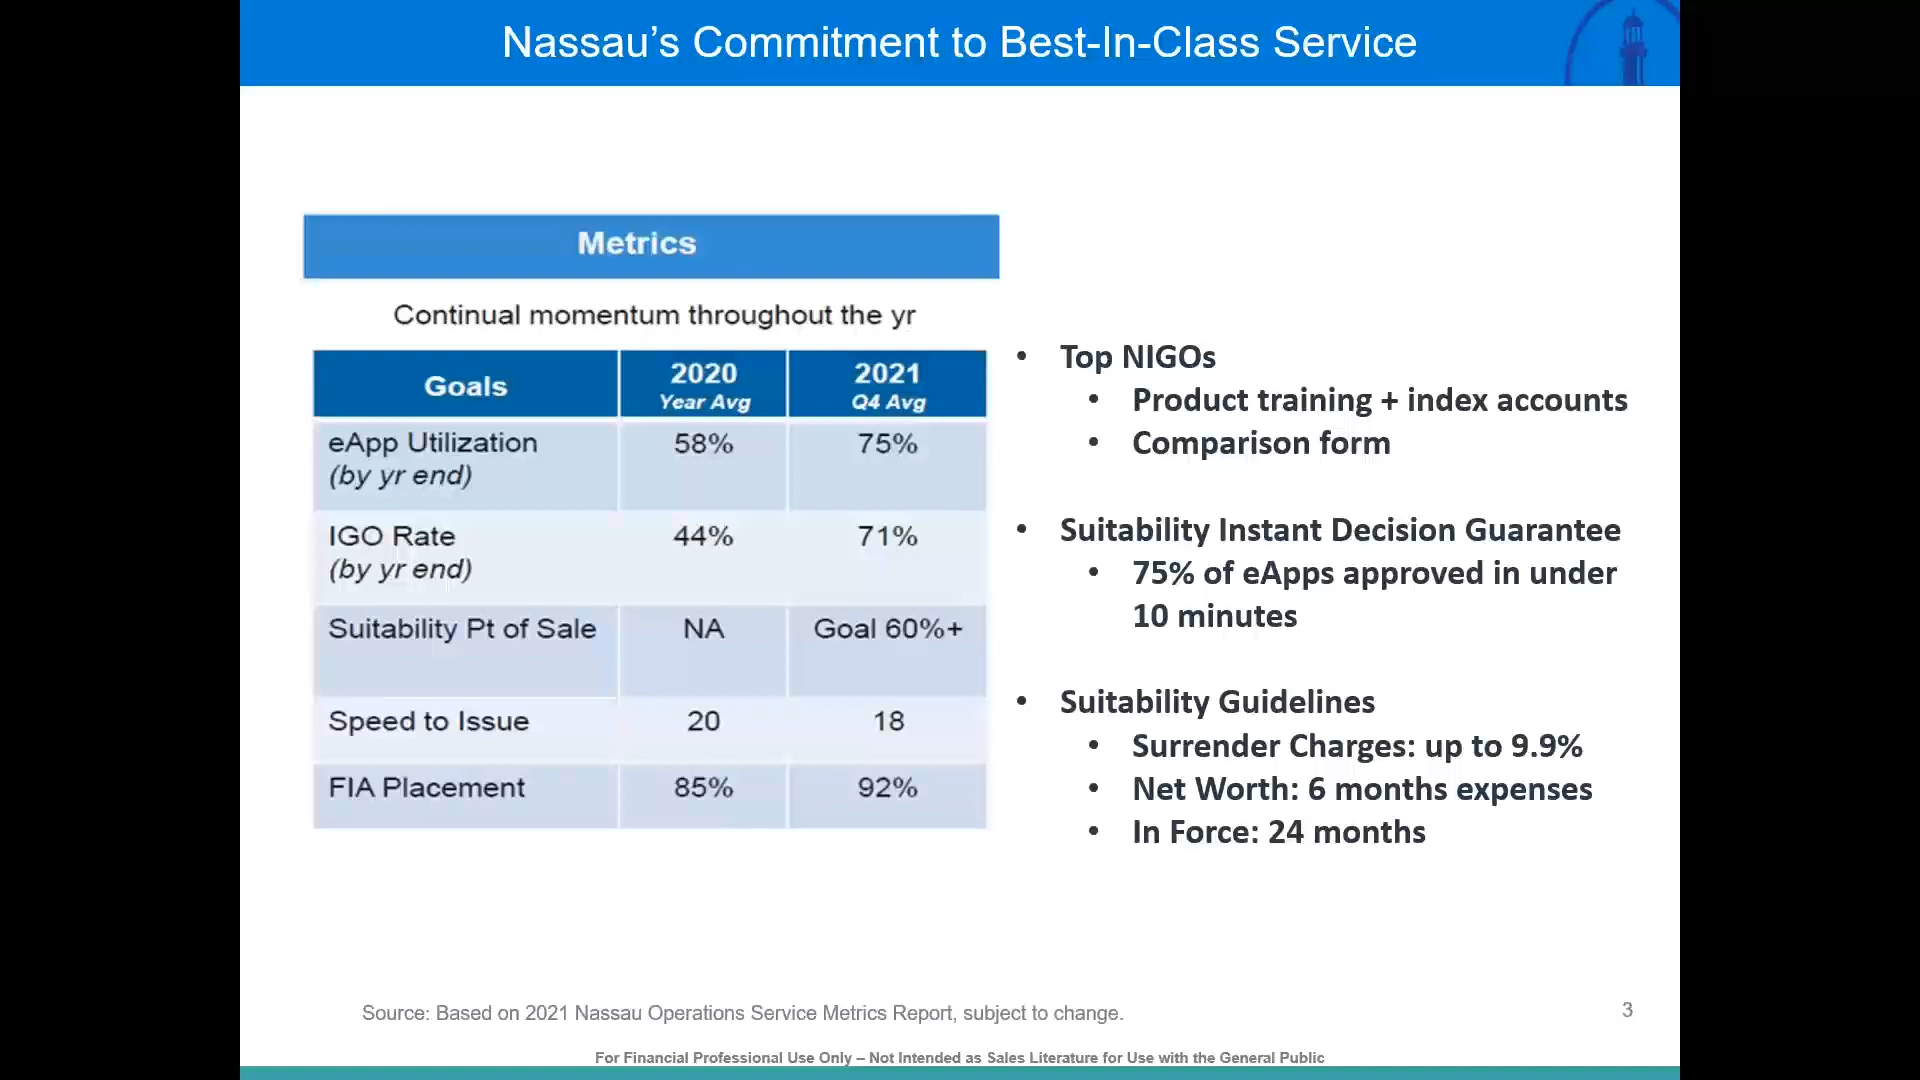 Nassau’s Commitment to Best-In-Class Service
Metrics
Continual momentum throughout the yr
Goals 2020 Year Avg 2021 Q4 Avg
eApp Utilization (by yr end) 58% 75%
IGO Rate (by yr end) 44% 71%
Suitability Pt of Sale NA Goal 60%+
Speed to Issue 20 18
FIA Placement 85% 92%
• Top NIGOs
• Product training + index accounts
• Comparison form
• Suitability Instant Decision Guarantee
• 75% of eApps approved in under
10 minutes
• Suitability Guidelines
• Surrender Charges: up to 9.9%
• Net Worth: 6 months expenses
• In Force: 24 months
Source: Based on 2021 Nassau Operations Service Metrics Report, subject to change.
3
For Financial Professional Use Only – Not Intended as Sales Literature for Use with the General Public